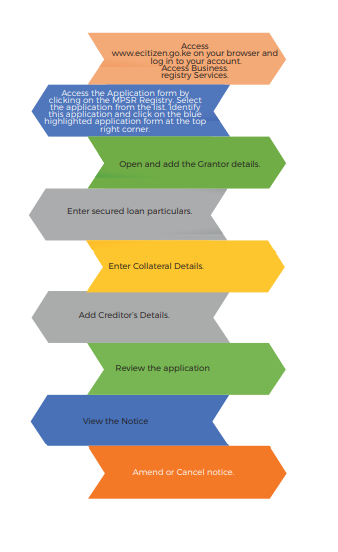 Access
www.ecitizen.go.ke on your browser and
log in to your account.
Access Business.
registry Services.
Access the Application form by
clicking on the MPSR Registry. Select
the application from the list. Identify
this application and click on the blue
highlighted application form at the top
right corner.
Open and add the Grantor details.
Enter secured loan particulars.
Enter Collateral Details.
Add Creditor's Details.
Review the application
View the Notice
Amend or Cancel notice.